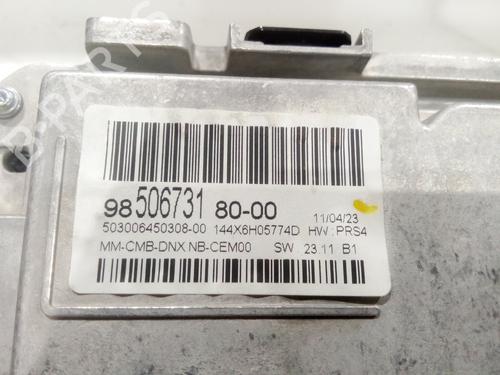 B-PARTS
98 506731 80-00
11/04/23
503006450308-00 144X6H05774D HW : PRS4
MM-CMB-DNX NB-CEM00 SW 23.11 B1